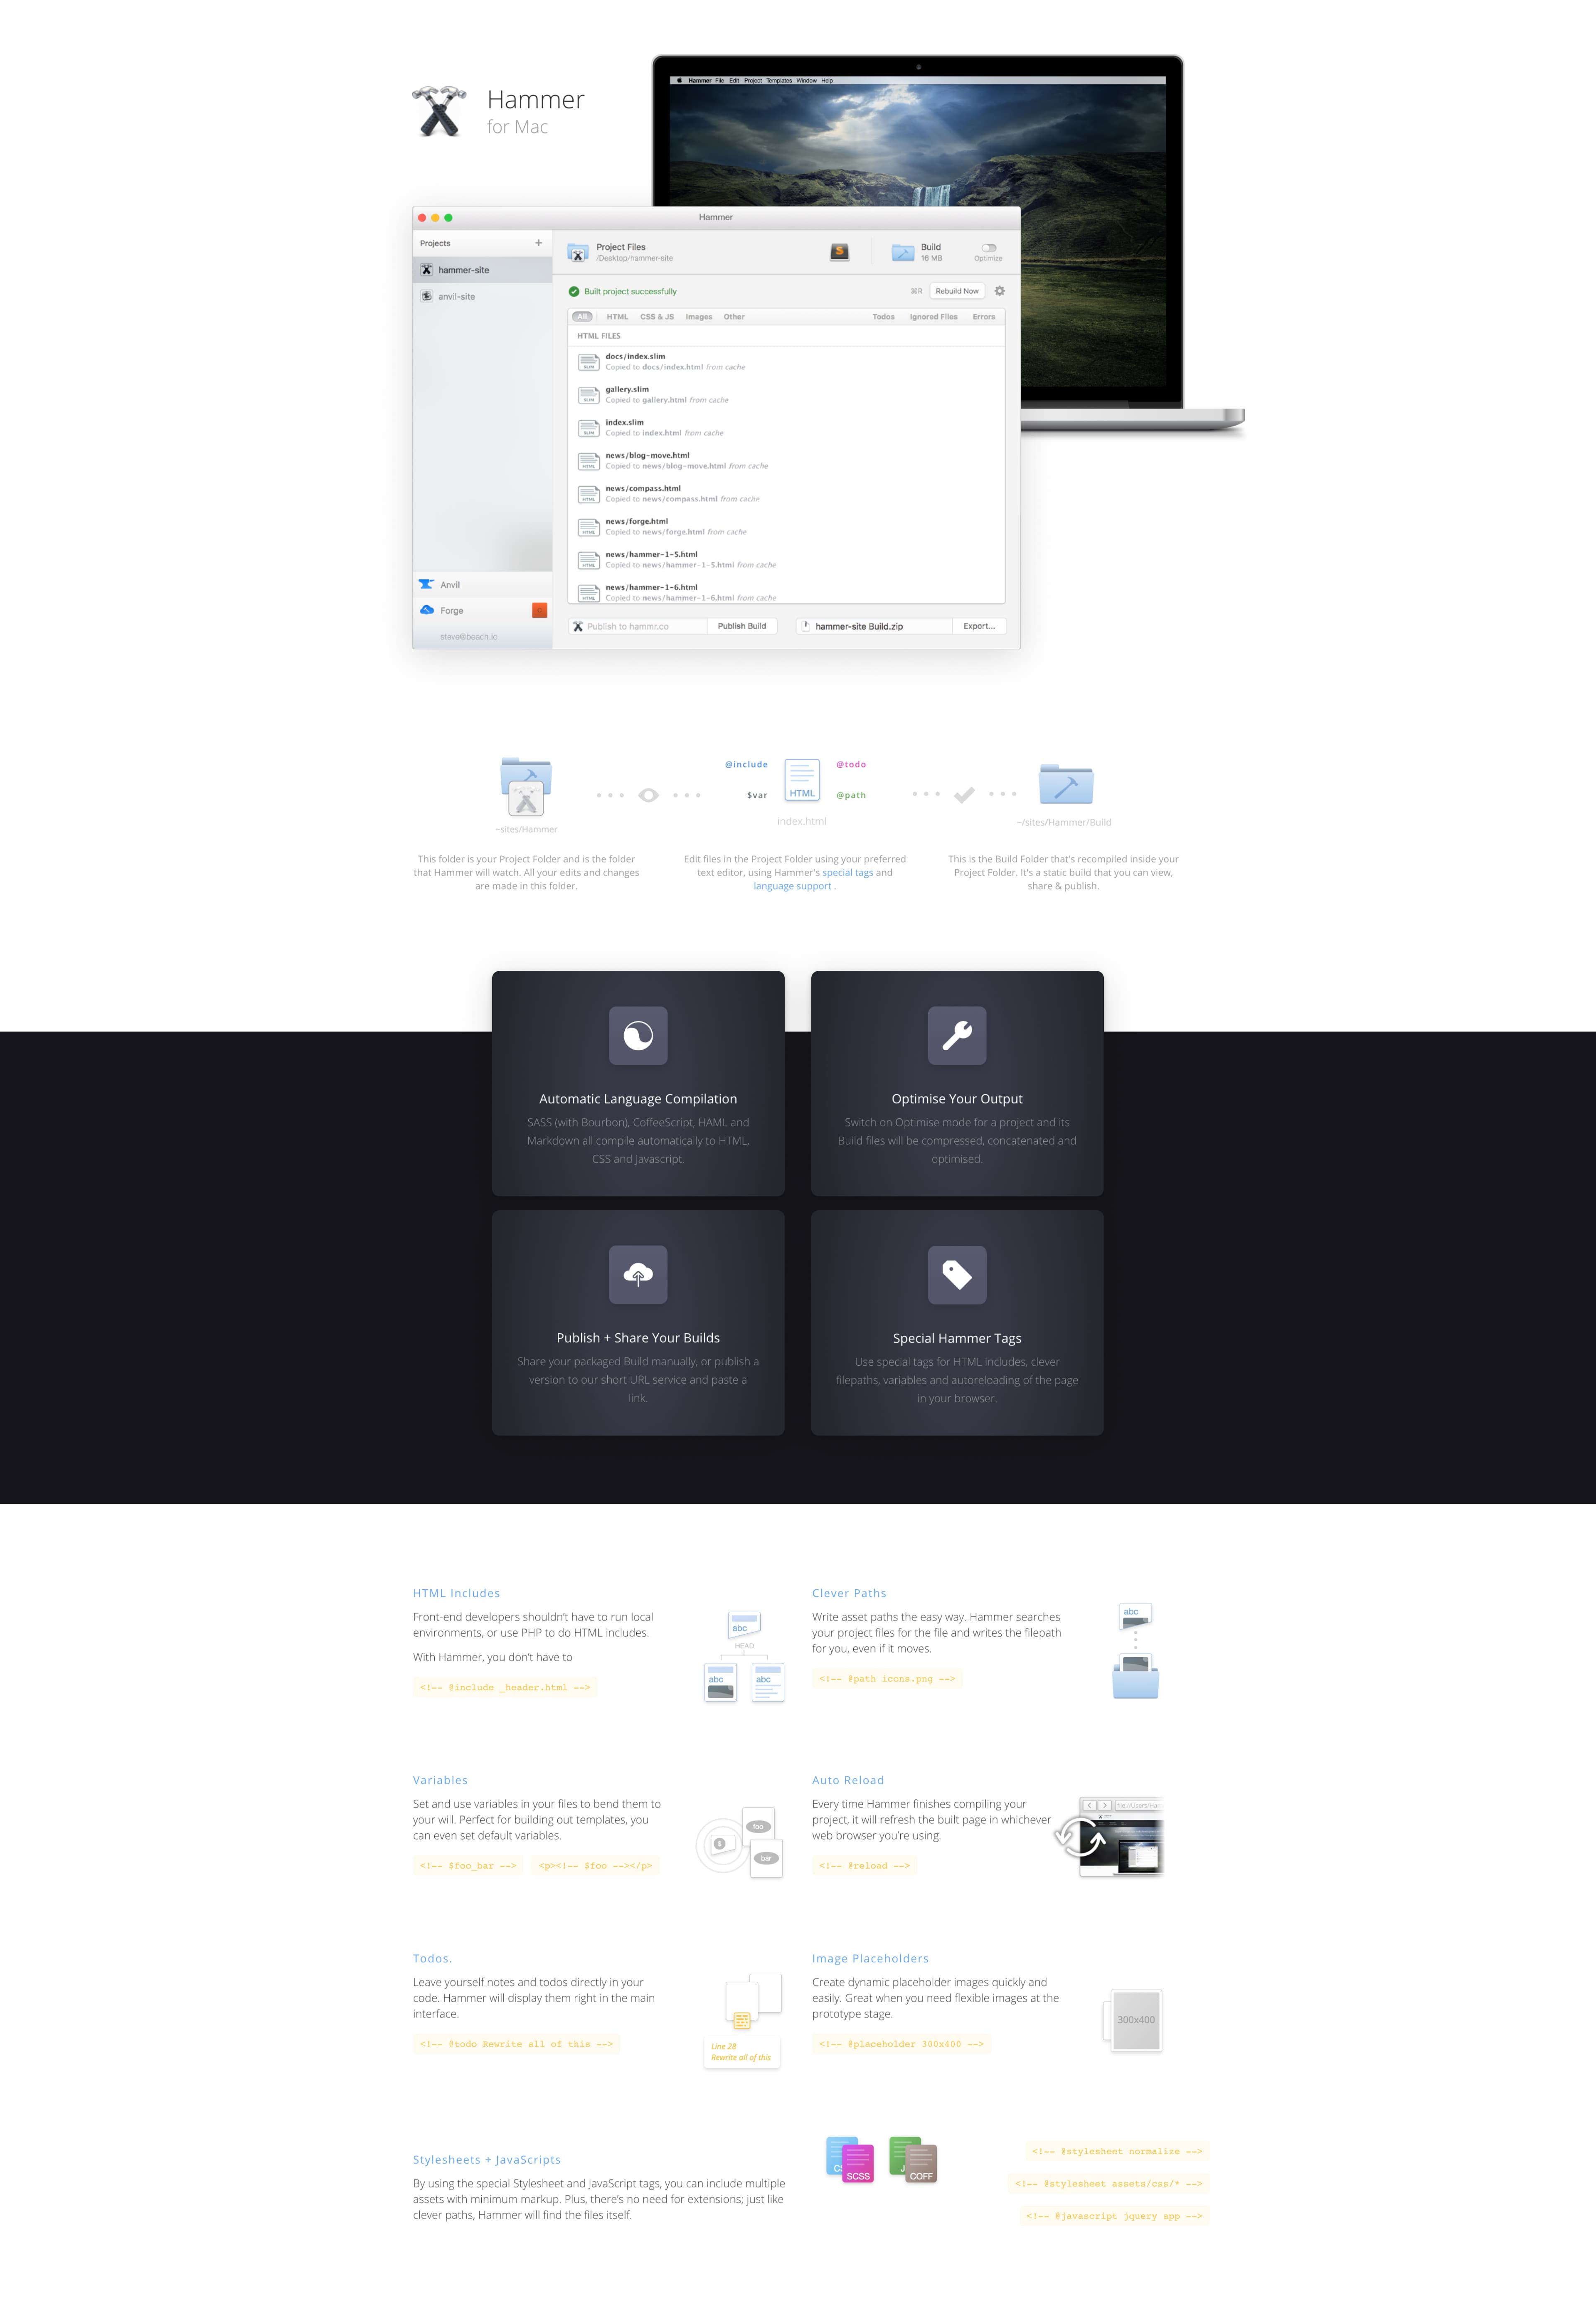 Hammer
for Mac
Hammer File Edit Project Templates Window Help
Hammer
Projects +
hammer-site
anvil-site
Anvil
Forge
steve@beach.io
Project Files
/Desktop/hammer-site
Build
16 MB
Optimize
Built project successfully
⌘R Rebuild Now
All HTML CSS & JS Images Other Todos Ignored Files Errors
HTML FILES
docs/index.slim
Copied to docs/index.html from cache
gallery.slim
Copied to gallery.html from cache
index.slim
Copied to index.html from cache
news/blog-move.html
Copied to news/blog-move.html from cache
news/compass.html
Copied to news/compass.html from cache
news/forge.html
Copied to news/forge.html from cache
news/hammer-1-5.html
Copied to news/hammer-1-5.html from cache
news/hammer-1-6.html
Copied to news/hammer-1-6.html from cache
Publish to hammr.co Publish Build hammer-site Build.zip Export...
~sites/Hammer
This folder is your Project Folder and is the folder
that Hammer will watch. All your edits and changes
are made in this folder.
@include @todo
$var HTML @path
index.html
Edit files in the Project Folder using your preferred
text editor, using Hammer's special tags and
language support .
~/sites/Hammer/Build
This is the Build Folder that's recompiled inside your
Project Folder. It's a static build that you can view,
share & publish.
Automatic Language Compilation
SASS (with Bourbon), CoffeeScript, HAML and
Markdown all compile automatically to HTML,
CSS and Javascript.
Optimise Your Output
Switch on Optimise mode for a project and its
Build files will be compressed, concatenated and
optimised.
Publish + Share Your Builds
Share your packaged Build manually, or publish a
version to our short URL service and paste a
link.
Special Hammer Tags
Use special tags for HTML includes, clever
filepaths, variables and autoreloading of the page
in your browser.
HTML Includes
Front-end developers shouldn't have to run local
environments, or use PHP to do HTML includes.
With Hammer, you don't have to
<!-- @include _header.html -->
abc
HEAD
abc abc
Clever Paths
Write asset paths the easy way. Hammer searches
your project files for the file and writes the filepath
for you, even if it moves.
<!-- @path icons.png -->
abc
Variables
Set and use variables in your files to bend them to
your will. Perfect for building out templates, you
can even set default variables.
<!-- $foo_bar --> <p><!-- $foo --></p>
foo
$
bar
Auto Reload
Every time Hammer finishes compiling your
project, it will refresh the built page in whichever
web browser you're using.
<!-- @reload -->
Todos.
Leave yourself notes and todos directly in your
code. Hammer will display them right in the main
interface.
<!-- @todo Rewrite all of this -->
Line 28
Rewrite all of this
Image Placeholders
Create dynamic placeholder images quickly and
easily. Great when you need flexible images at the
prototype stage.
<!-- @placeholder 300x400 -->
300x400
Stylesheets + JavaScripts
By using the special Stylesheet and JavaScript tags, you can include multiple
assets with minimum markup. Plus, there's no need for extensions; just like
clever paths, Hammer will find the files itself.
SCSS COFF
<!-- @stylesheet normalize -->
<!-- @stylesheet assets/css/* -->
<!-- @javascript jquery app -->